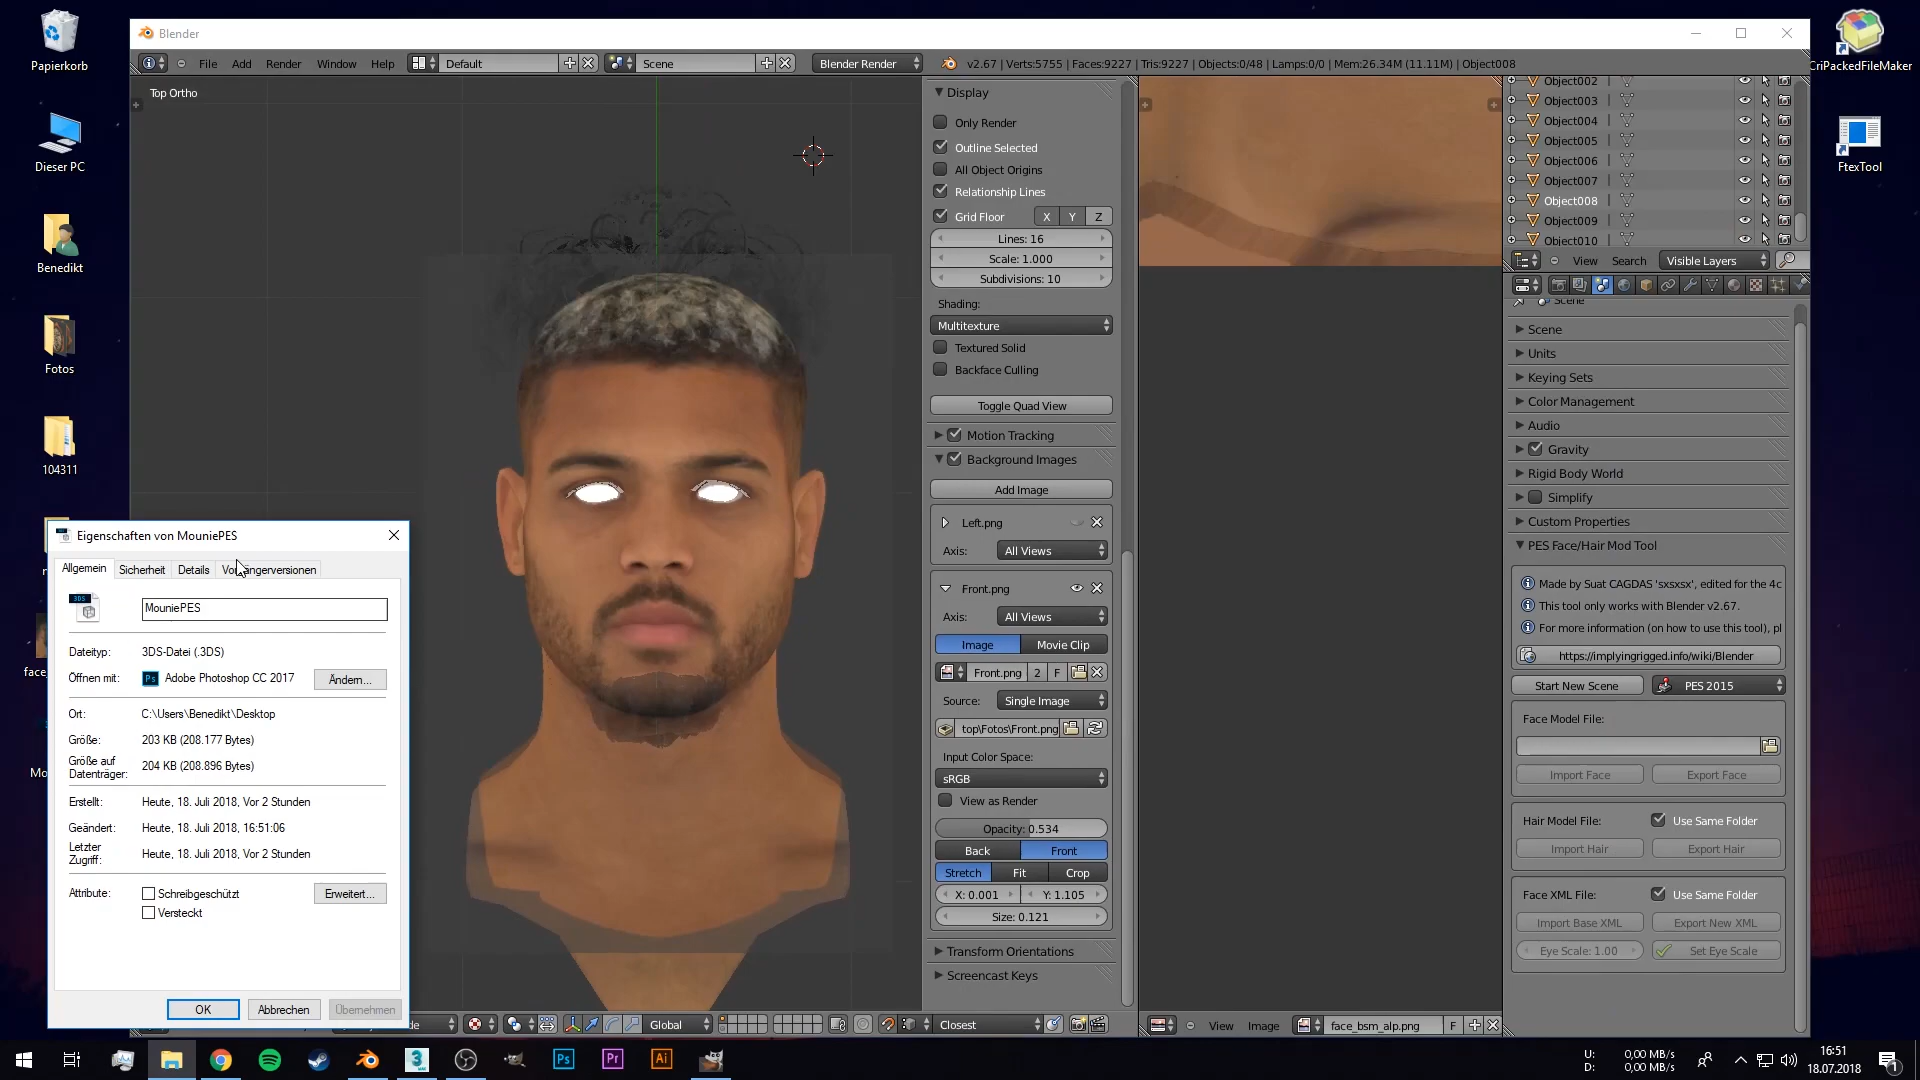 Papierkorb
Dieser PC
Benedikt
Fotos
104311
CriPackedFileMaker
FtexTool
Blender
File Add Render Window Help
Default
Scene
Blender Render
v2.67 | Verts:5755 | Faces:9227 | Tris:9227 | Objects:0/48 | Lamps:0/0 | Mem:26.34M (11.11M) | Object008
Top Ortho
Display
Only Render
Outline Selected
All Object Origins
Relationship Lines
Grid Floor X Y Z
Lines: 16
Scale: 1.000
Subdivisions: 10
Shading:
Multitexture
Textured Solid
Backface Culling
Toggle Quad View
Motion Tracking
Background Images
Add Image
Left.png
Axis: All Views
Front.png
Axis: All Views
Image Movie Clip
Front.png 2 F
Source: Single Image
top\Fotos\Front.png
Input Color Space:
sRGB
View as Render
Opacity: 0.534
Back Front
Stretch Fit Crop
X: 0.001 Y: 1.105
Size: 0.121
Transform Orientations
Screencast Keys
Object002
Object003
Object004
Object005
Object006
Object007
Object008
Object009
Object010
View Search Visible Layers
Scene
Scene
Units
Keying Sets
Color Management
Audio
Gravity
Rigid Body World
Simplify
Custom Properties
PES Face/Hair Mod Tool
Made by Suat CAGDAS 'sxsxsx', edited for the 4c
This tool only works with Blender v2.67.
For more information (on how to use this tool), pl
https://implyingrigged.info/wiki/Blender
Start New Scene PES 2015
Face Model File:
Import Face Export Face
Hair Model File: Use Same Folder
Import Hair Export Hair
Face XML File: Use Same Folder
Import Base XML Export New XML
Eye Scale: 1.00 Set Eye Scale
Eigenschaften von MouniePES
Allgemein Sicherheit Details Vorgängerversionen
3DS
MouniePES
Dateityp: 3DS-Datei (.3DS)
Öffnen mit: Ps Adobe Photoshop CC 2017 Ändern...
Ort: C:\Users\Benedikt\Desktop
Größe: 203 KB (208.177 Bytes)
Größe auf
Datenträger: 204 KB (208.896 Bytes)
Erstellt: Heute, 18. Juli 2018, Vor 2 Stunden
Geändert: Heute, 18. Juli 2018, 16:51:06
Letzter
Zugriff: Heute, 18. Juli 2018, Vor 2 Stunden
Attribute: Schreibgeschützt Erweitert...
Versteckt
OK Abbrechen Übernehmen
Global
Closest
View Image face_bsm_alp.png F
3 Ps Pr Ai
U: 0,00 MB/s
D: 0,00 MB/s
16:51
18.07.2018
1